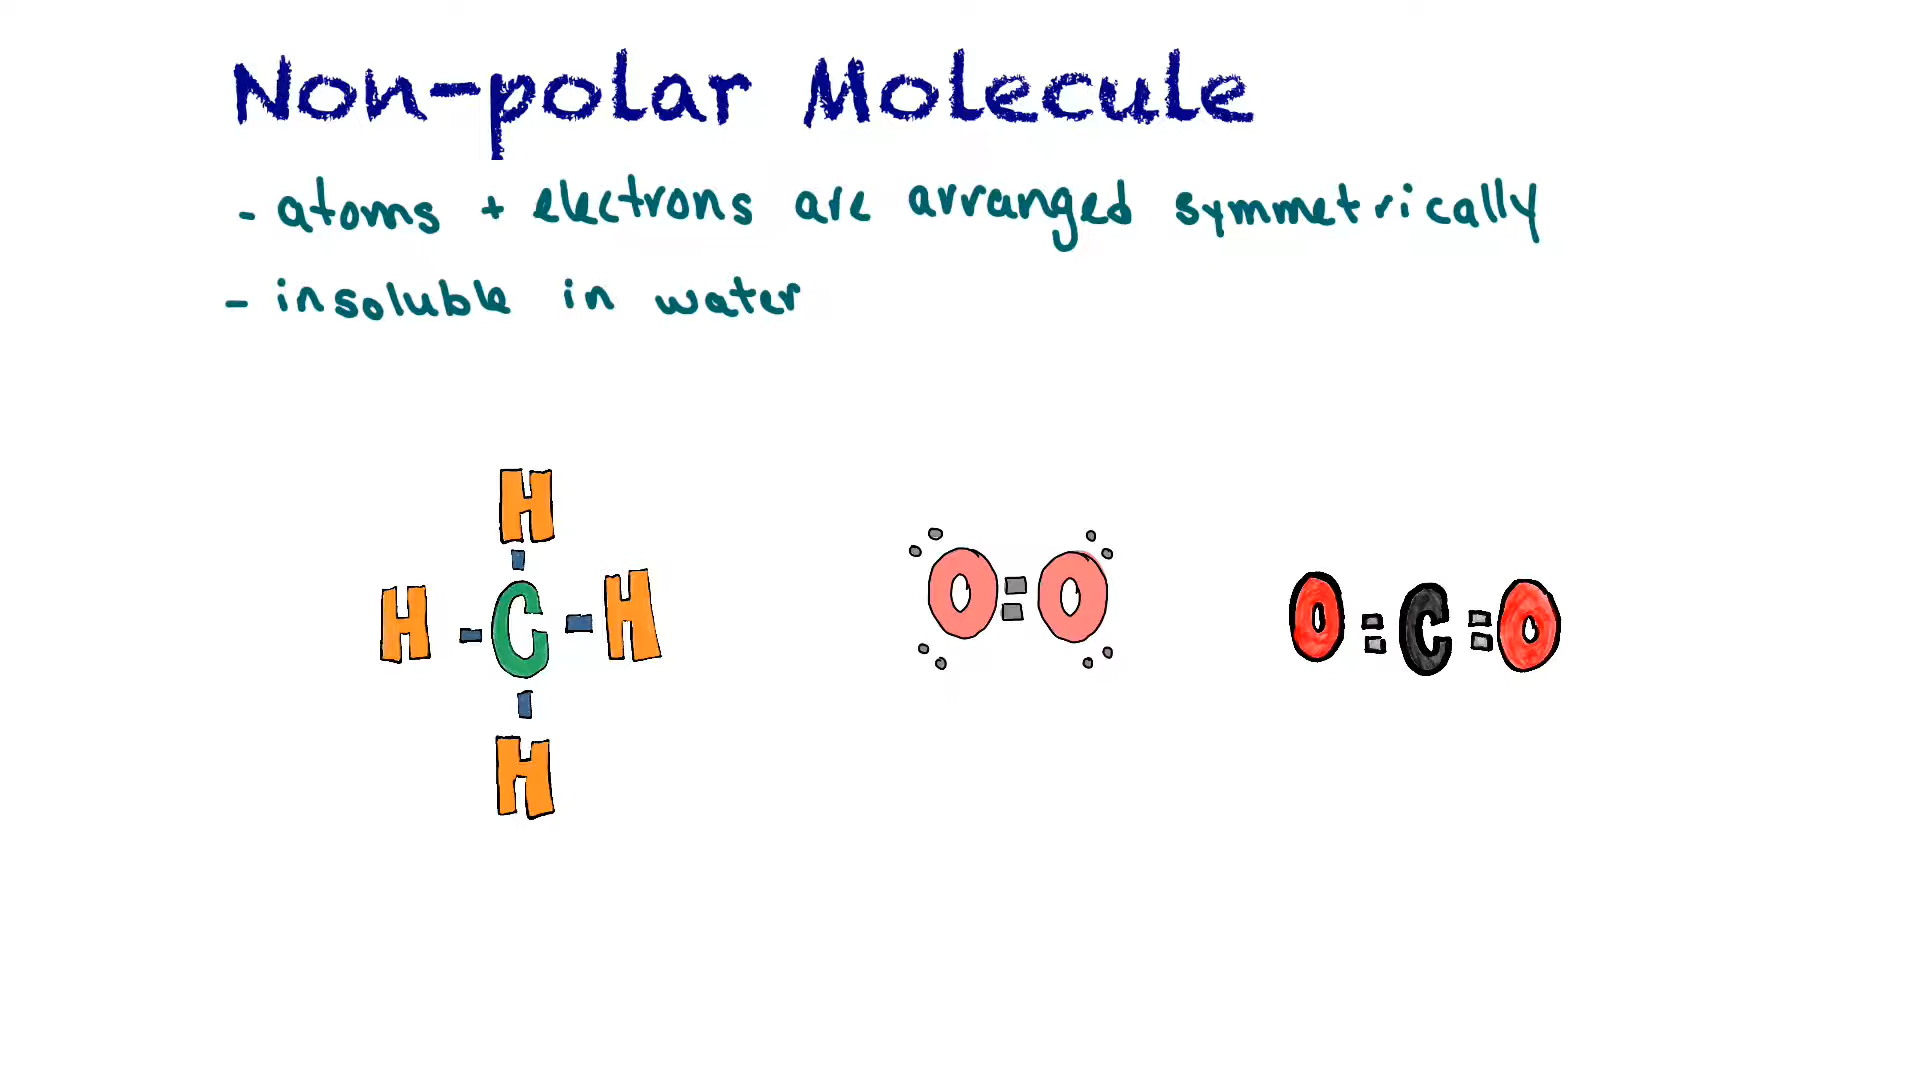 Non-polar Molecule
- atoms + electrons are arranged symmetrically
- insoluble in water
H
H - C - H
H
O = O
O = C = O